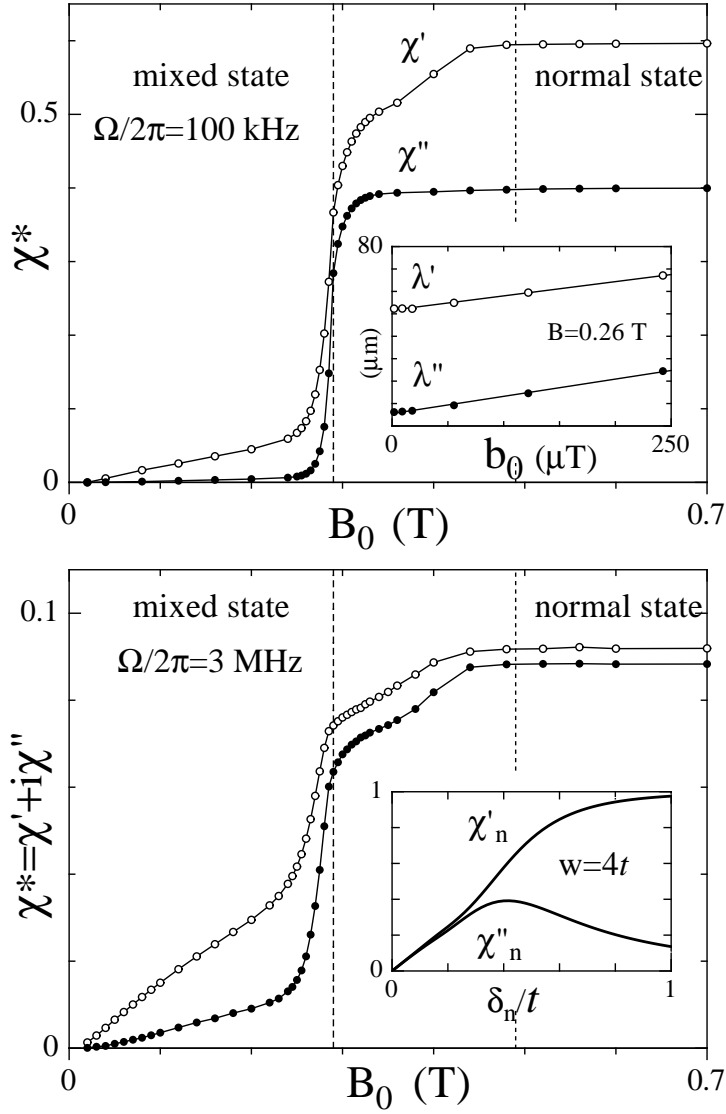 χ'
mixed state
normal state
Ω/2π=100 kHz
0.5
χ"
χ*
80
λ'
(μm)
B=0.26 T
λ"
0
250
b₀ (μT)
0
0
0.7
B₀ (T)
0.1
mixed state
normal state
Ω/2π=3 MHz
χ*=χ'+iχ"
1
χ'ₙ
w=4t
χ"ₙ
0
0
1
δₙ/t
0
0
0.7
B₀ (T)